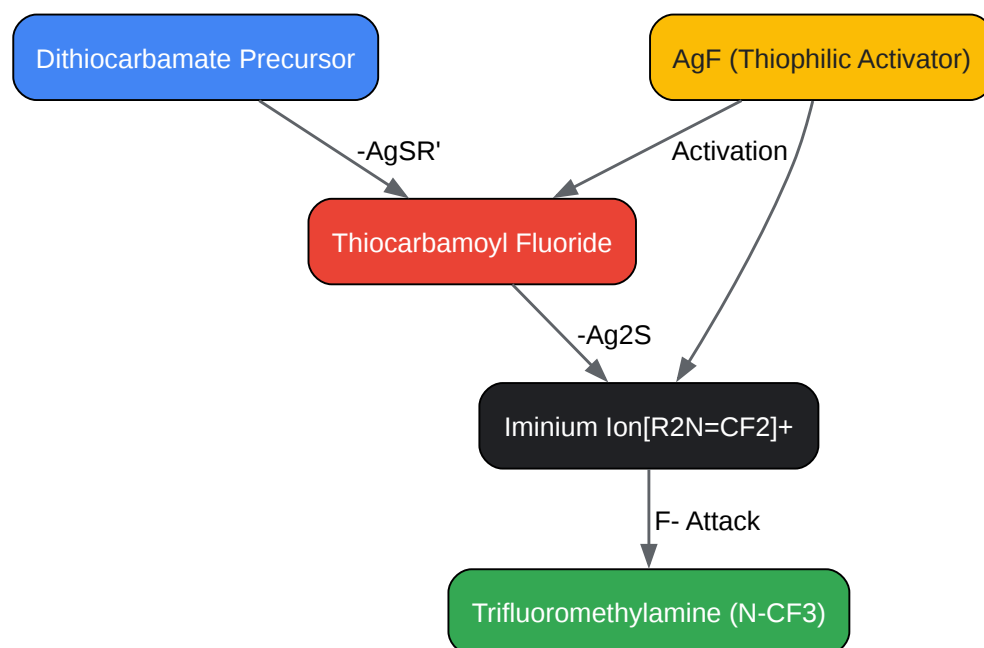 Dithiocarbamate Precursor
AgF (Thiophilic Activator)
-AgSR'
Activation
Thiocarbamoyl Fluoride
-Ag2S
Iminium Ion[R2N=CF2]+
F- Attack
Trifluoromethylamine (N-CF3)